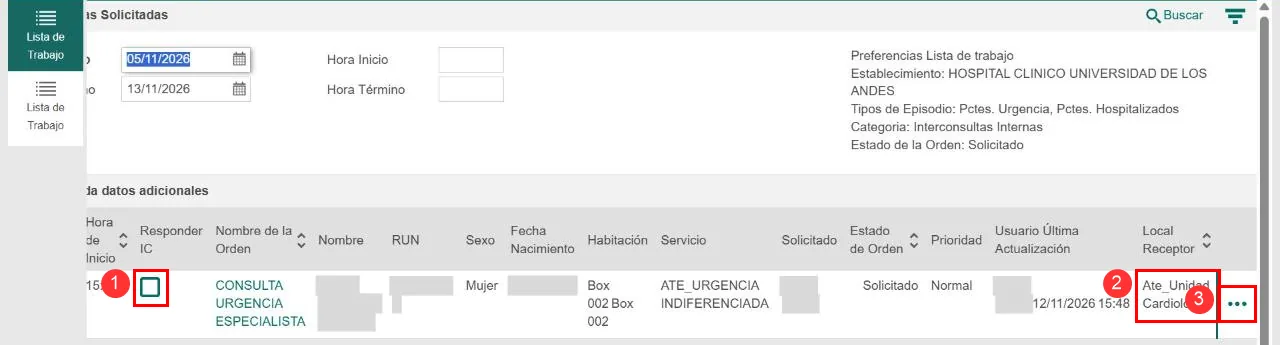 as Solicitadas
Buscar
Lista de
Trabajo
Lista de
Trabajo
o
05/11/2026
Hora Inicio
no
13/11/2026
Hora Término
Preferencias Lista de trabajo
Establecimiento: HOSPITAL CLINICO UNIVERSIDAD DE LOS
ANDES
Tipos de Episodio: Pctes. Urgencia, Pctes. Hospitalizados
Categoria: Interconsultas Internas
Estado de la Orden: Solicitado
da datos adicionales
Hora
de
Inicio
Responder
IC
Nombre de la
Orden
Nombre
RUN
Sexo
Fecha
Nacimiento
Habitación
Servicio
Solicitado
Estado
de Orden
Prioridad
Usuario Última
Actualización
Local
Receptor
15:
1
CONSULTA
URGENCIA
ESPECIALISTA
Mujer
Box
002 Box
002
ATE_URGENCIA
INDIFERENCIADA
Solicitado
Normal
12/11/2026 15:48
2
Ate_Unidad
Cardiolo
3